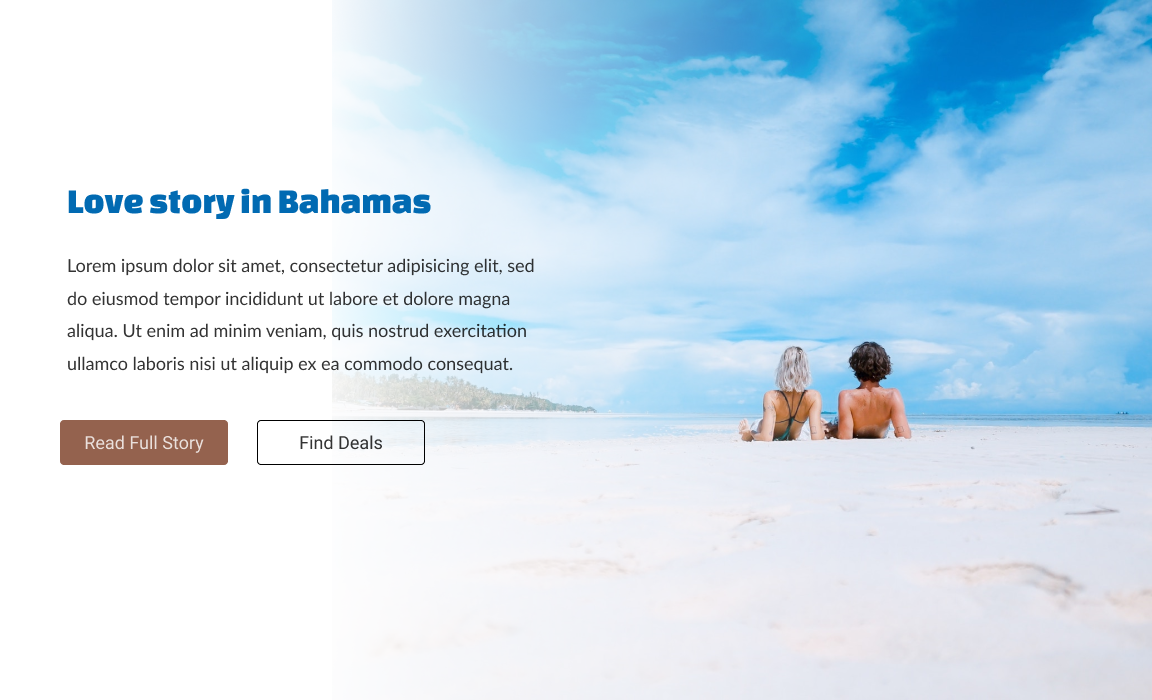 Love story in Bahamas
Lorem ipsum dolor sit amet, consectetur adipisicing elit, sed
do eiusmod tempor incididunt ut labore et dolore magna
aliqua. Ut enim ad minim veniam, quis nostrud exercitation
ullamco laboris nisi ut aliquip ex ea commodo consequat.
Read Full Story
Find Deals